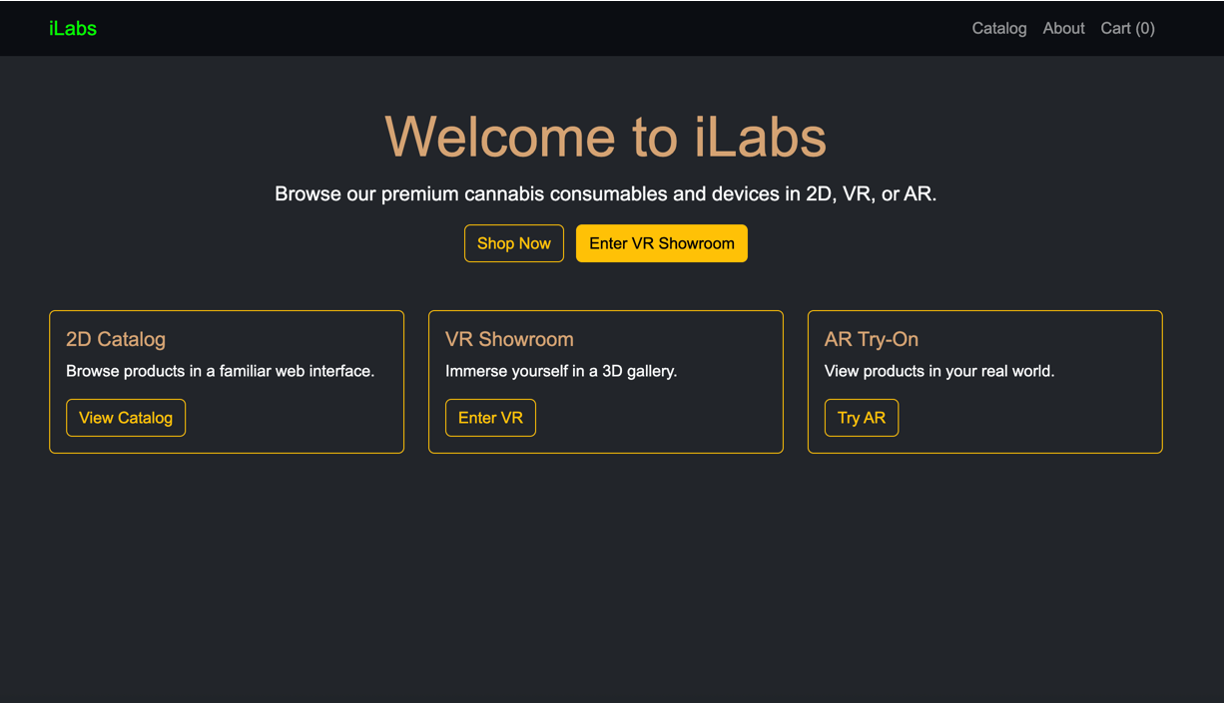 iLabs
Catalog About Cart (0)
Welcome to iLabs
Browse our premium cannabis consumables and devices in 2D, VR, or AR.
Shop Now
Enter VR Showroom
2D Catalog
Browse products in a familiar web interface.
View Catalog
VR Showroom
Immerse yourself in a 3D gallery.
Enter VR
AR Try-On
View products in your real world.
Try AR